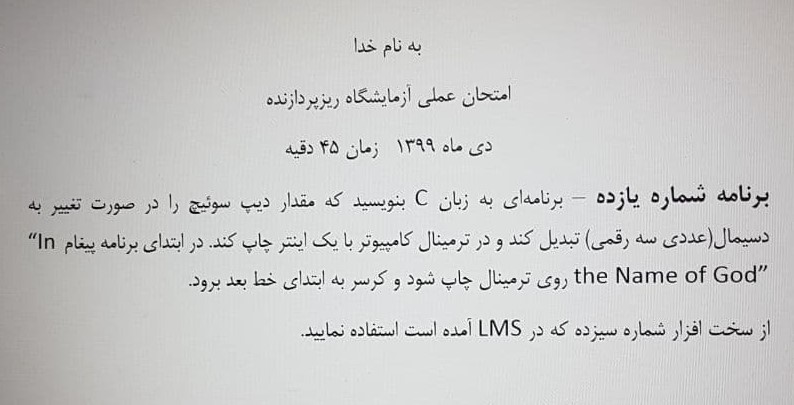 به نام خدا
امتحان عملی آزمایشگاه ریزپردازنده
دی ماه ۱۳۹۹ زمان ۴۵ دقیه
برنامه شماره یازده – برنامه‌ای به زبان C بنویسید که مقدار دیپ سوئیچ را در صورت تغییر به
دسیمال(عددی سه رقمی) تبدیل کند و در ترمینال کامپیوتر با یک اینتر چاپ کند. در ابتدای برنامه پیغام "In
the Name of God" روی ترمینال چاپ شود و کرسر به ابتدای خط بعد برود.
از سخت افزار شماره سیزده که در LMS آمده است استفاده نمایید.